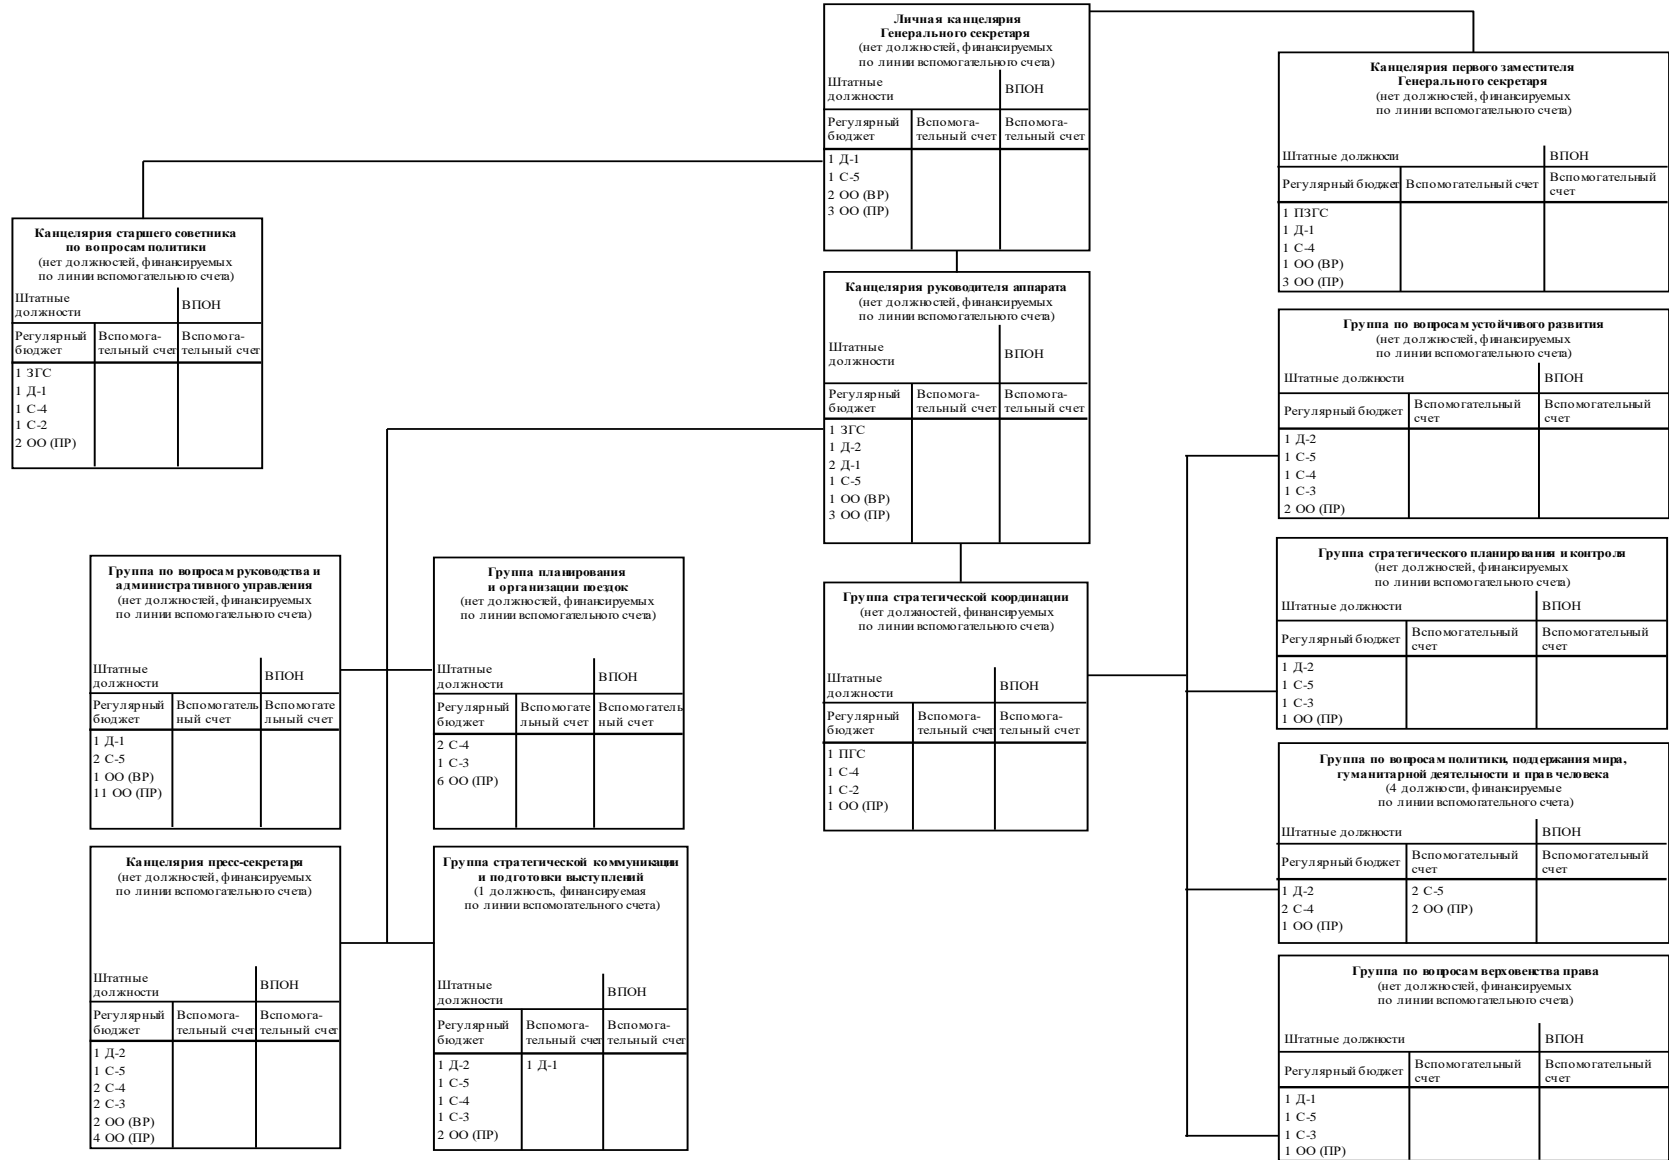 Личная канцелярия
Генерального секретаря
(нет должностей, финансируемых
по линии вспомогательного счета)
Штатные
должности
ВПОН
Регулярный
бюджет
Вспомога-
тельный счет
Вспомога-
тельный счет
1 Д-1
1 С-5
2 ОО (ВР)
3 ОО (ПР)
Канцелярия первого заместителя
Генерального секретаря
(нет должностей, финансируемых
по линии вспомогательного счета)
Штатные должности
ВПОН
Регулярный бюджет
Вспомогательный счет
Вспомогательный
счет
1 ПЗГС
1 Д-1
1 С-4
1 ОО (ВР)
3 ОО (ПР)
Канцелярия старшего советника
по вопросам политики
(нет должностей, финансируемых
по линии вспомогательного счета)
Штатные
должности
ВПОН
Регулярный
бюджет
Вспомога-
тельный счет
Вспомога-
тельный счет
1 ЗГС
1 Д-1
1 С-4
1 С-2
2 ОО (ПР)
Канцелярия руководителя аппарата
(нет должностей, финансируемых
по линии вспомогательного счета)
Штатные
должности
ВПОН
Регулярный
бюджет
Вспомога-
тельный счет
Вспомога-
тельный счет
1 ЗГС
1 Д-2
2 Д-1
1 С-5
1 ОО (ВР)
3 ОО (ПР)
Группа по вопросам устойчивого развития
(нет должностей, финансируемых
по линии вспомогательного счета)
Штатные должности
ВПОН
Регулярный бюджет
Вспомогательный
счет
Вспомогательный
счет
1 Д-2
1 С-5
1 С-4
1 С-3
2 ОО (ПР)
Группа по вопросам руководства и
административного управления
(нет должностей, финансируемых
по линии вспомогательного счета)
Штатные
должности
ВПОН
Регулярный
бюджет
Вспомогатель
ный счет
Вспомогате
льный счет
1 Д-1
2 С-5
1 ОО (ВР)
11 ОО (ПР)
Группа планирования
и организации поездок
(нет должностей, финансируемых
по линии вспомогательного счета)
Штатные
должности
ВПОН
Регулярный
бюджет
Вспомогате
льный счет
Вспомогатель
ный счет
2 С-4
1 С-3
6 ОО (ПР)
Группа стратегической координации
(нет должностей, финансируемых
по линии вспомогательного счета)
Штатные
должности
ВПОН
Регулярный
бюджет
Вспомога-
тельный счет
Вспомога-
тельный счет
1 ПГС
1 С-4
1 С-2
1 ОО (ПР)
Группа стратегического планирования и контроля
(нет должностей, финансируемых
по линии вспомогательного счета)
Штатные должности
ВПОН
Регулярный бюджет
Вспомогательный
счет
Вспомогательный
счет
1 Д-2
1 С-5
1 С-3
1 ОО (ПР)
Группа по вопросам политики, поддержания мира,
гуманитарной деятельности и прав человека
(4 должности, финансируемые
по линии вспомогательного счета)
Штатные должности
ВПОН
Регулярный бюджет
Вспомогательный
счет
Вспомогательный
счет
1 Д-2
2 С-4
1 ОО (ПР)
2 С-5
2 ОО (ПР)
Канцелярия пресс-секретаря
(нет должностей, финансируемых
по линии вспомогательного счета)
Штатные
должности
ВПОН
Регулярный
бюджет
Вспомога-
тельный счет
Вспомога-
тельный счет
1 Д-2
1 С-5
2 С-4
2 С-3
2 ОО (ВР)
4 ОО (ПР)
Группа стратегической коммуникации
и подготовки выступлений
(1 должность, финансируемая
по линии вспомогательного счета)
Штатные
должности
ВПОН
Регулярный
бюджет
Вспомога-
тельный счет
Вспомога-
тельный счет
1 Д-2
1 С-5
1 С-4
1 С-3
2 ОО (ПР)
1 Д-1
Группа по вопросам верховенства права
(нет должностей, финансируемых
по линии вспомогательного счета)
Штатные должности
ВПОН
Регулярный бюджет
Вспомогательный
счет
Вспомогательный
счет
1 Д-1
1 С-5
1 С-3
1 ОО (ПР)